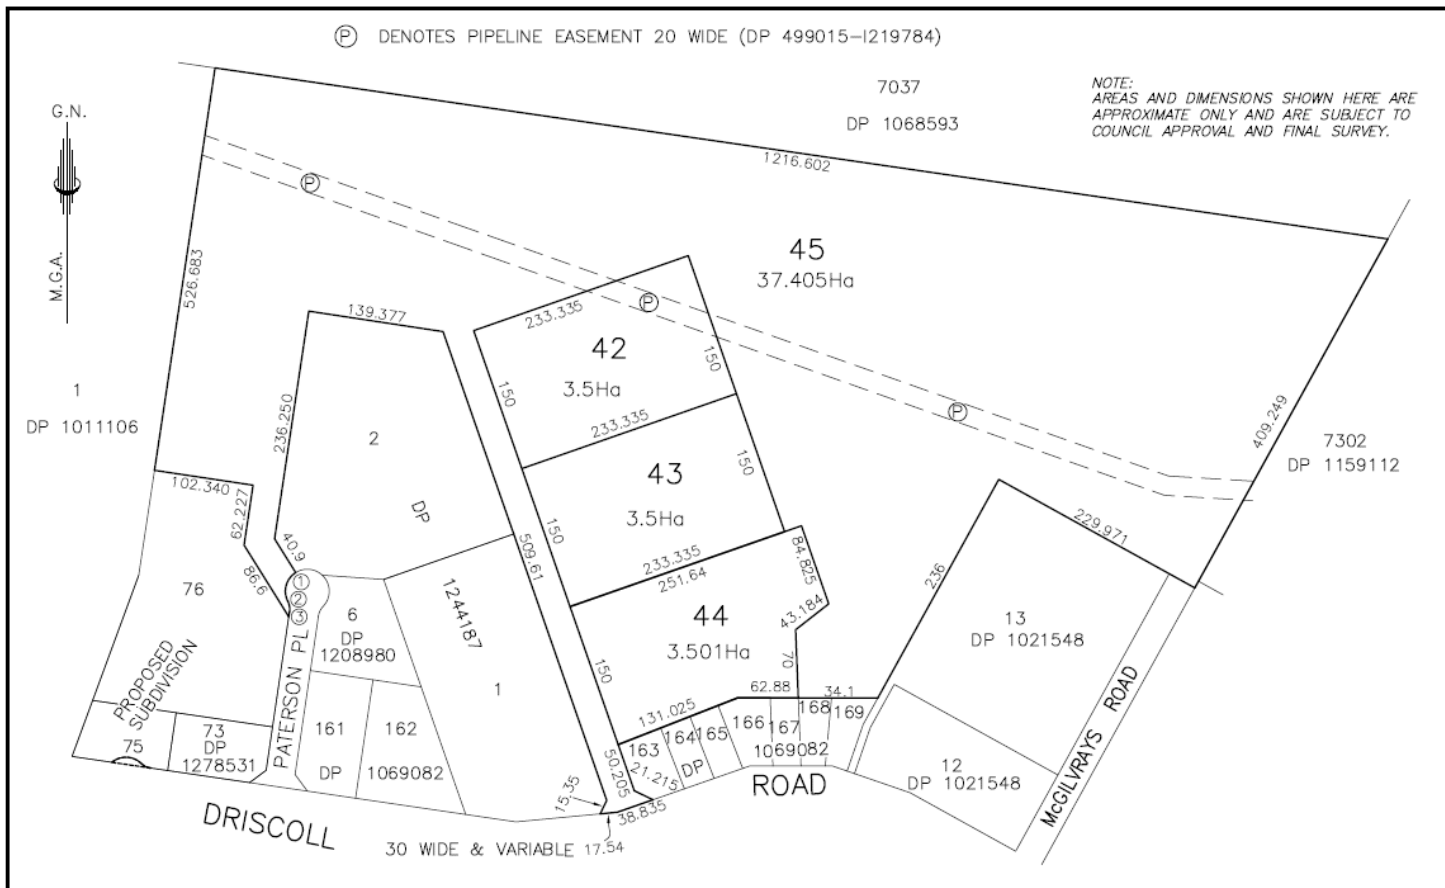 Ⓟ DENOTES PIPELINE EASEMENT 20 WIDE (DP 499015-I219784)
7037
DP 1068593
NOTE:
AREAS AND DIMENSIONS SHOWN HERE ARE
APPROXIMATE ONLY AND ARE SUBJECT TO
COUNCIL APPROVAL AND FINAL SURVEY.
G.N.
M.G.A.
1216.602
P
526.683
45
37.405Ha
139.377
233.335
P
42
3.5Ha
150
150
1
DP 1011106
236.250
2
DP
233.335
43
3.5Ha
150
150
P
409.249
7302
DP 1159112
102.340
62.227
40.9
86.6
509.61
233.335
251.64
84.825
43.184
229.971
236
76
1
2
3
6
DP
1208980
1244187
1
44
3.501Ha
150
70
13
DP 1021548
PROPOSED
SUBDIVISION
PATERSON PL
62.88
34.1
131.025
75
73
DP
1278531
161
DP
162
1069082
163
164
165
166
167
168
169
DP
1069082
21.215
50.205
15.35
38.835
17.54
12
DP 1021548
McGILVRAYS ROAD
DRISCOLL
ROAD
30 WIDE & VARIABLE